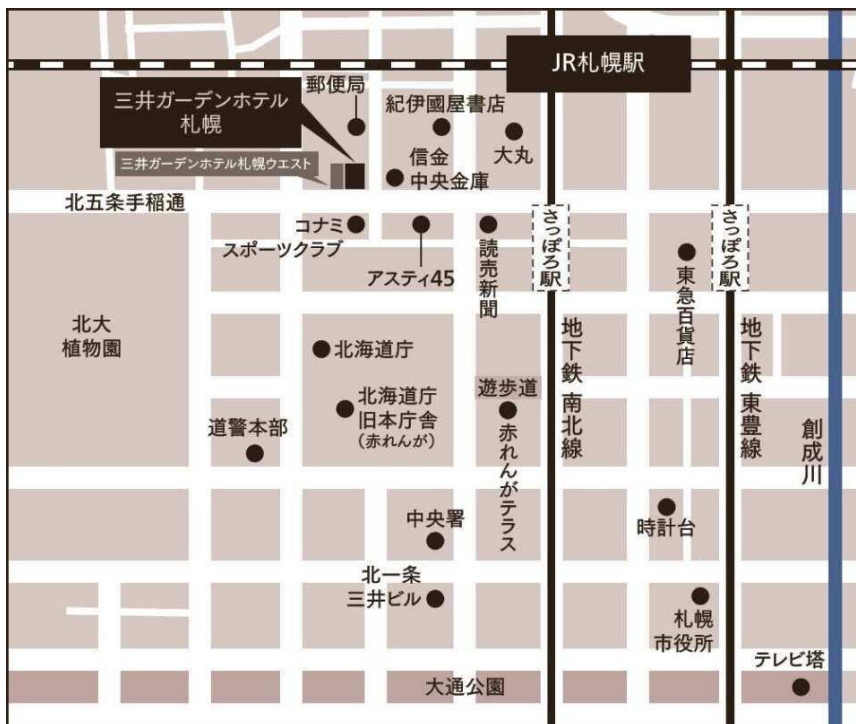 JR札幌駅
郵便局
三井ガーデンホテル
札幌
紀伊國屋書店
大丸
信金
中央金庫
三井ガーデンホテル札幌ウエスト
北五条手稲通
さっぽろ駅
さっぽろ駅
コナミ
スポーツクラブ
アスティ45
読売新聞
東急百貨店
北大
植物園
北海道庁
地下鉄 南北線
地下鉄 東豊線
遊歩道
北海道庁
旧本庁舎
(赤れんが)
道警本部
赤れんがテラス
創成川
中央署
時計台
北一条
三井ビル
札幌
市役所
テレビ塔
大通公園